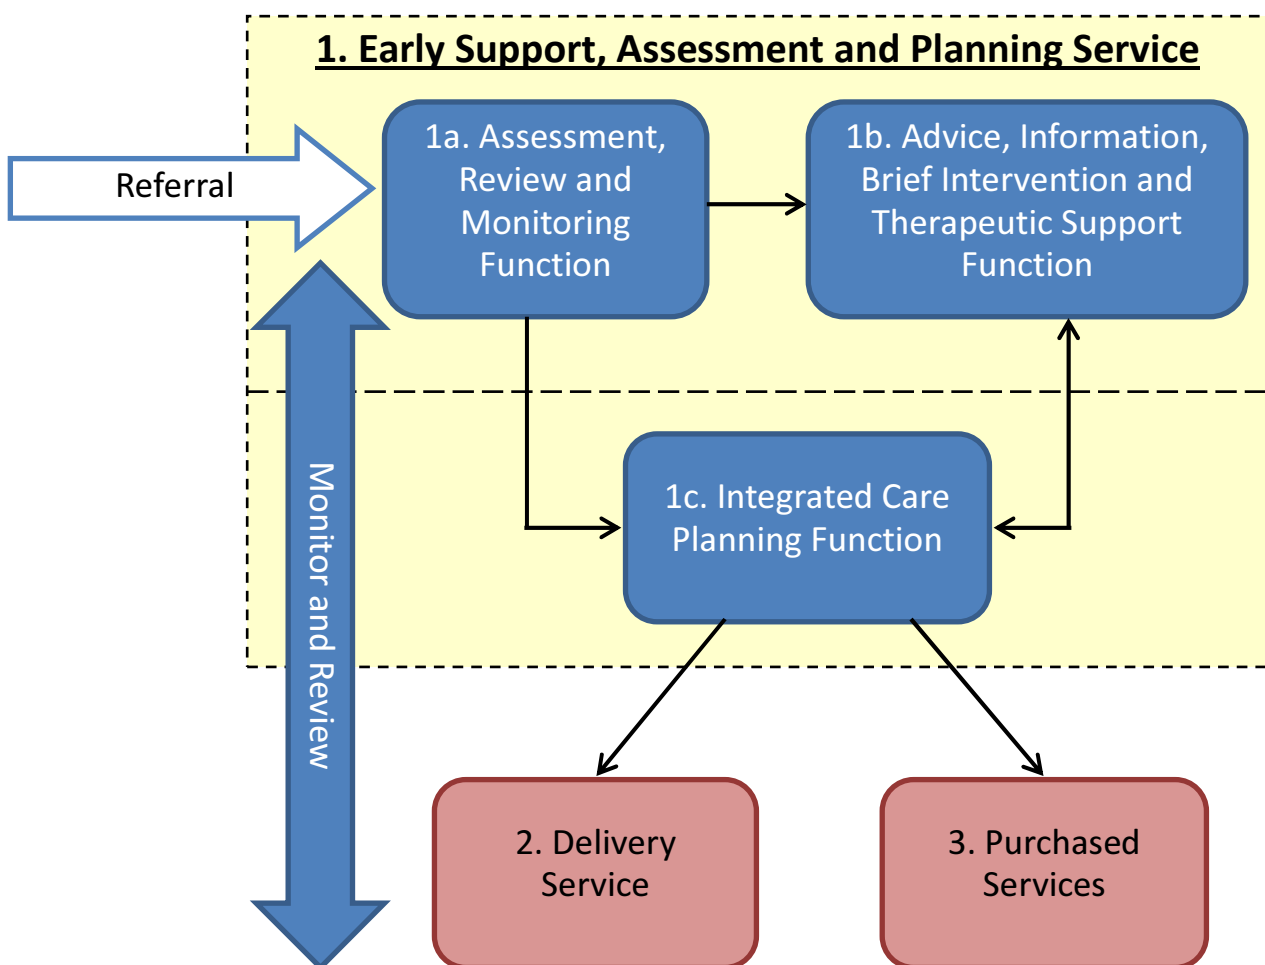 1. Early Support, Assessment and Planning Service
Referral
1a. Assessment,
Review and
Monitoring
Function
1b. Advice, Information,
Brief Intervention and
Therapeutic Support
Function
1c. Integrated Care
Planning Function
Monitor and Review
2. Delivery
Service
3. Purchased
Services